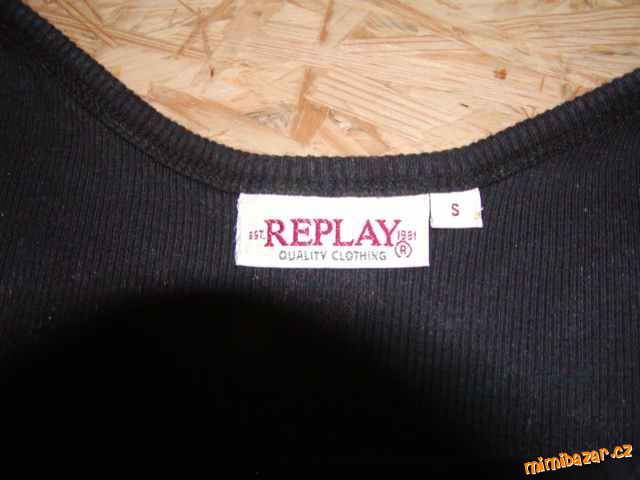 EST. REPLAY 1981
QUALITY CLOTHING ®
S
mimibazar.cz